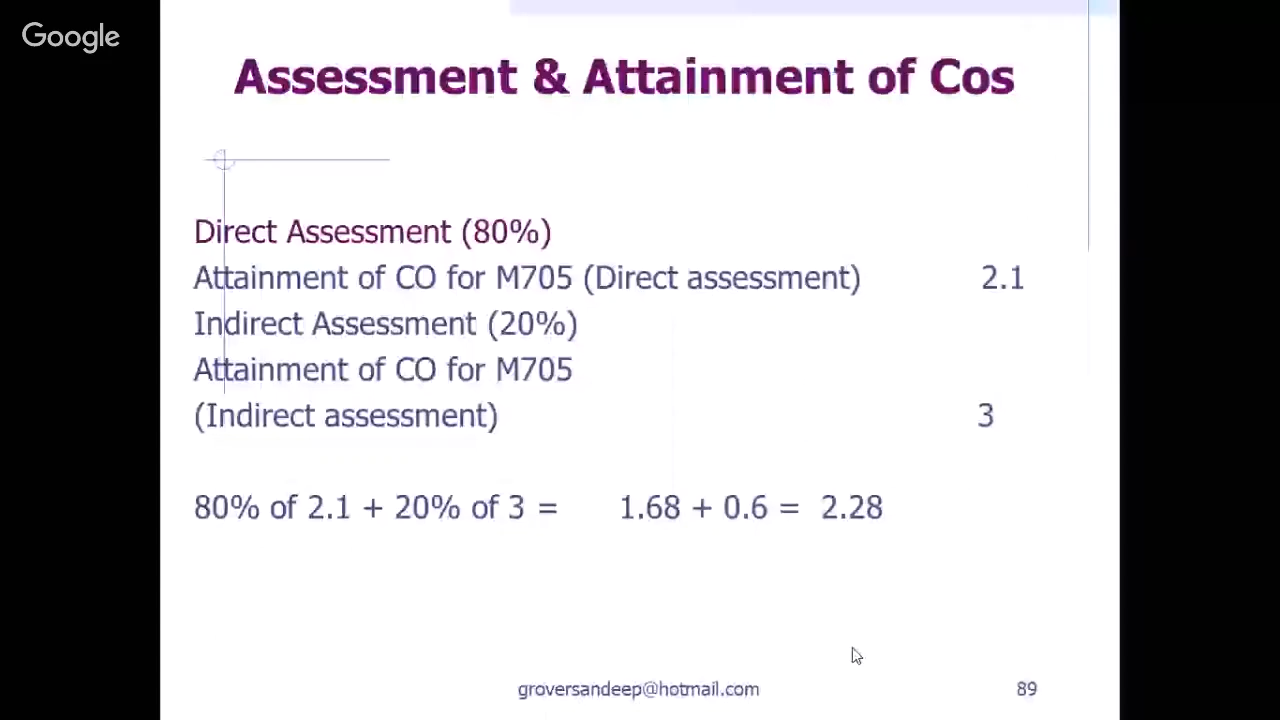 Google
Assessment & Attainment of Cos
Direct Assessment (80%)
Attainment of CO for M705 (Direct assessment) 2.1
Indirect Assessment (20%)
Attainment of CO for M705
(Indirect assessment) 3
80% of 2.1 + 20% of 3 = 1.68 + 0.6 = 2.28
groversandeep@hotmail.com 89